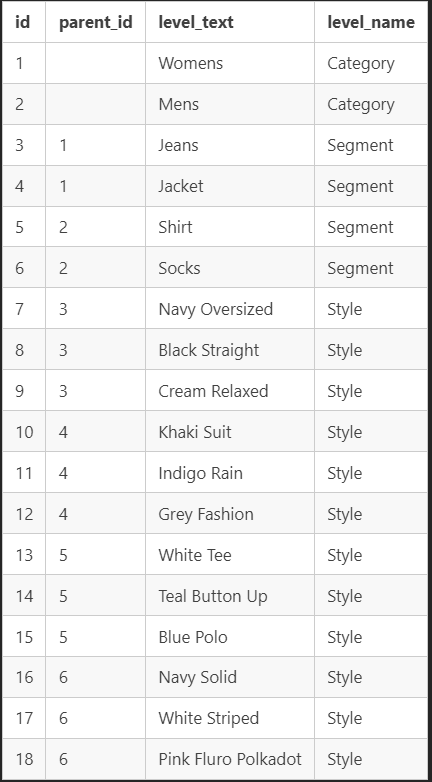 id parent_id level_text level_name
1 Womens Category
2 Mens Category
3 1 Jeans Segment
4 1 Jacket Segment
5 2 Shirt Segment
6 2 Socks Segment
7 3 Navy Oversized Style
8 3 Black Straight Style
9 3 Cream Relaxed Style
10 4 Khaki Suit Style
11 4 Indigo Rain Style
12 4 Grey Fashion Style
13 5 White Tee Style
14 5 Teal Button Up Style
15 5 Blue Polo Style
16 6 Navy Solid Style
17 6 White Striped Style
18 6 Pink Fluro Polkadot Style